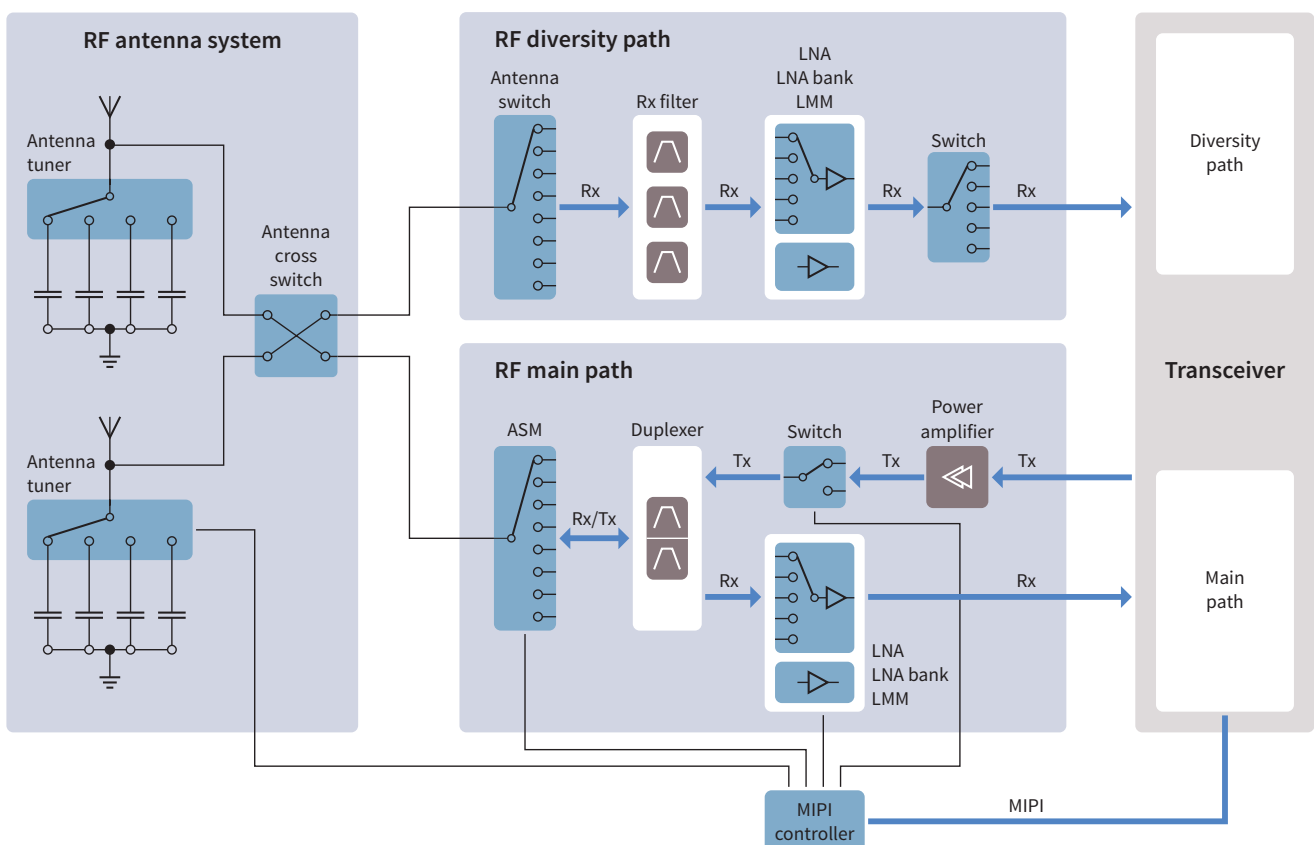 RF antenna system
Antenna
tuner
Antenna
cross
switch
Antenna
tuner
RF diversity path
Antenna
switch
Rx
Rx filter
Rx
LNA
LNA bank
LMM
Rx
Switch
Rx
RF main path
ASM
Rx/Tx
Duplexer
Tx
Switch
Tx
Power
amplifier
Tx
Rx
LNA
LNA bank
LMM
Rx
Diversity
path
Transceiver
Main
path
MIPI
controller
MIPI